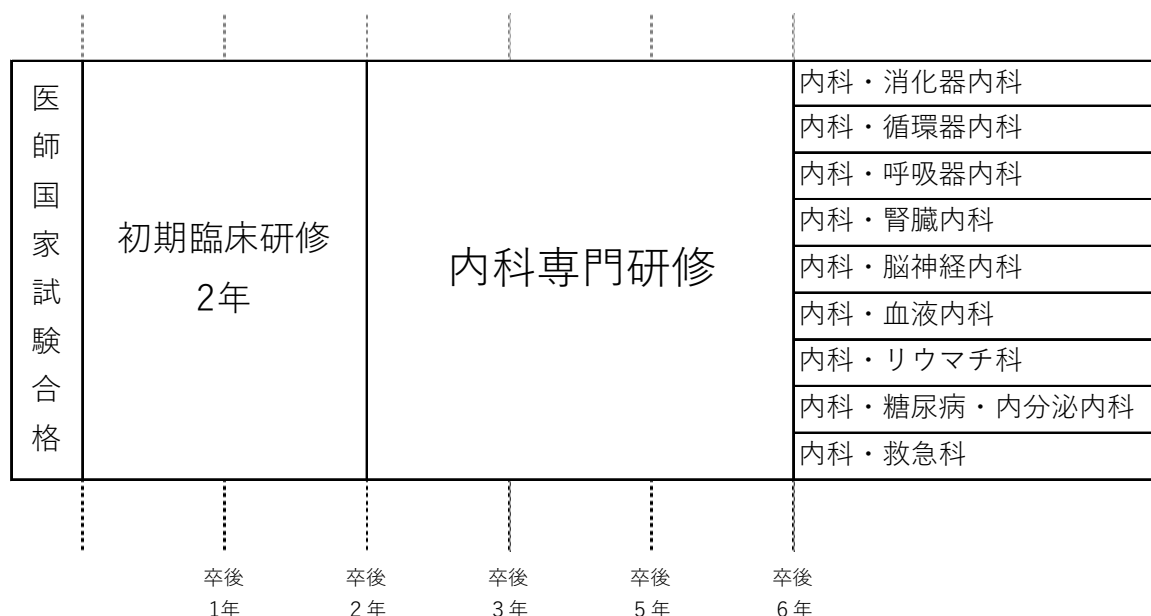 医師国家試験合格
初期臨床研修
2年
内科専門研修
内科・消化器内科
内科・循環器内科
内科・呼吸器内科
内科・腎臓内科
内科・脳神経内科
内科・血液内科
内科・リウマチ科
内科・糖尿病・内分泌内科
内科・救急科
卒後
1年
卒後
2年
卒後
3年
卒後
5年
卒後
6年